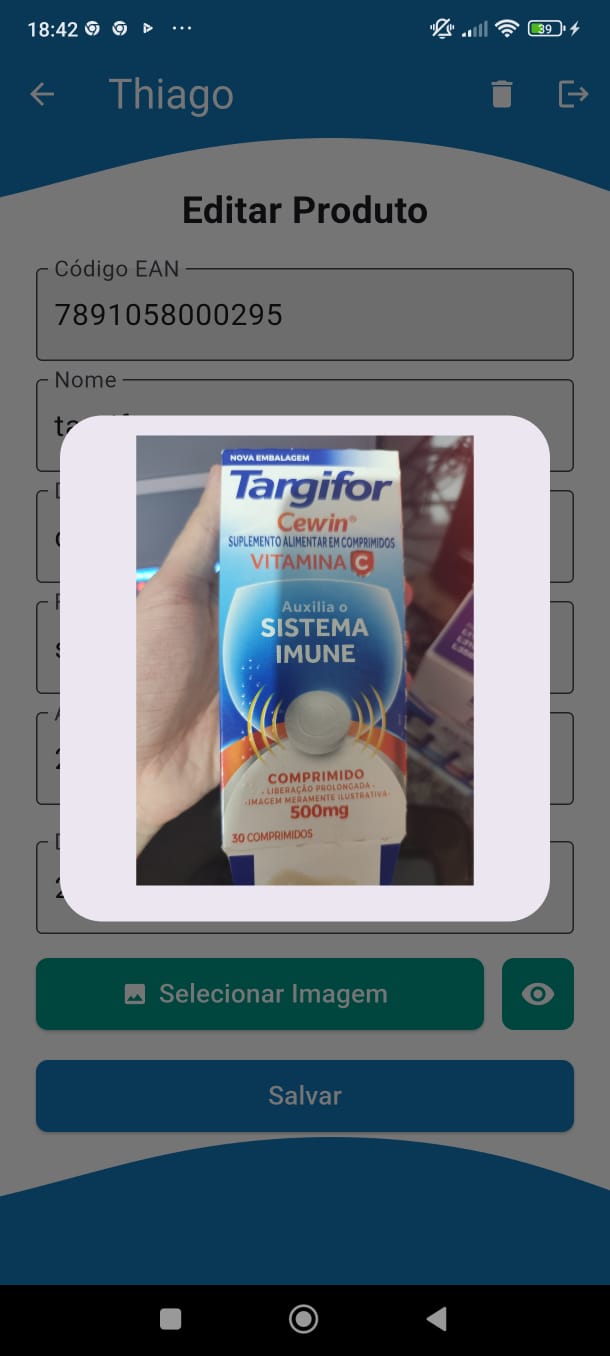 18:42
39
Thiago
Editar Produto
Código EAN
7891058000295
Nome
NOVA EMBALAGEM
Targifor
Cewin®
SUPLEMENTO ALIMENTAR EM COMPRIMIDOS
VITAMINA C
Auxilia o
SISTEMA
IMUNE
COMPRIMIDO
- LIBERAÇÃO PROLONGADA -
-IMAGEM MERAMENTE ILUSTRATIVA-
500mg
30 COMPRIMIDOS
Selecionar Imagem
Salvar